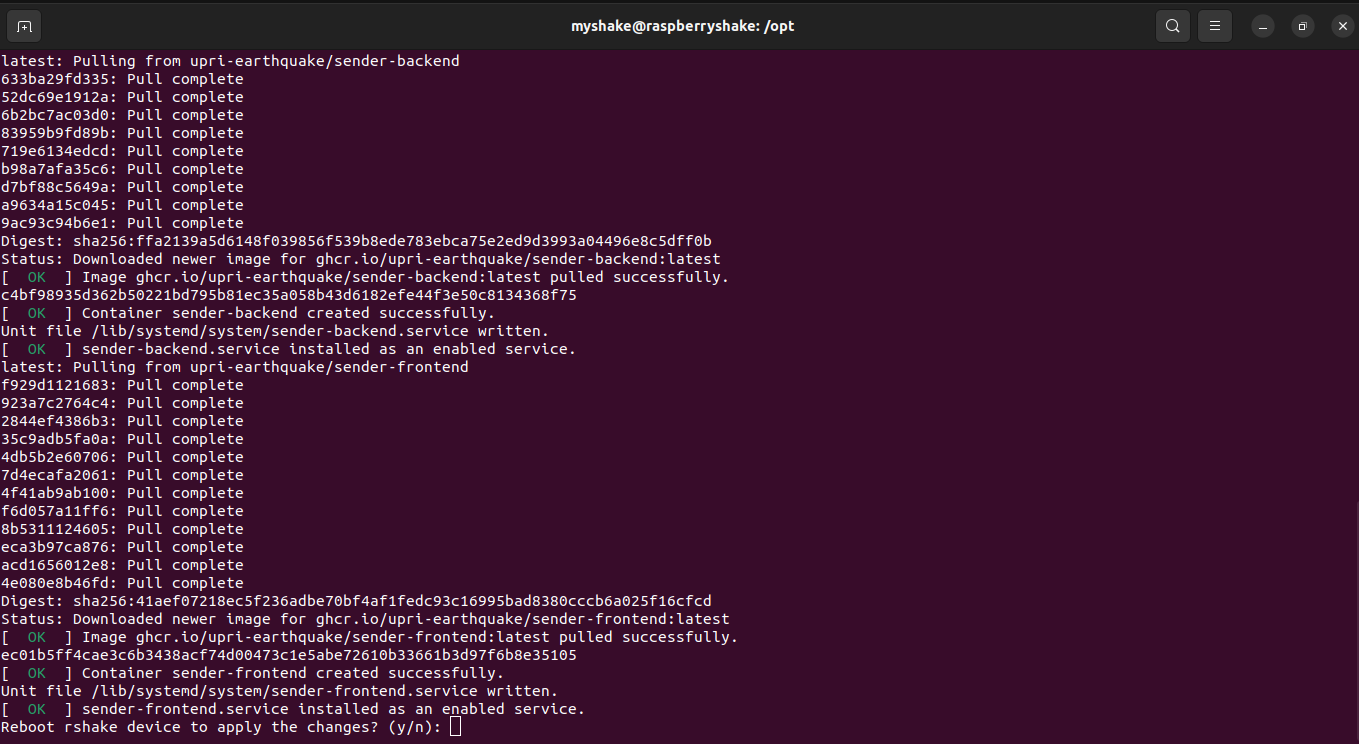 myshake@raspberryshake: /opt
latest: Pulling from upri-earthquake/sender-backend
633ba29fd335: Pull complete
52dc69e1912a: Pull complete
6b2bc7ac03d0: Pull complete
83959b9fd89b: Pull complete
719e6134edcd: Pull complete
b98a7afa35c6: Pull complete
d7bf88c5649a: Pull complete
a9634a15c045: Pull complete
9ac93c94b6e1: Pull complete
Digest: sha256:ffa2139a5d6148f039856f539b8ede783ebca75e2ed9d3993a04496e8c5dff0b
Status: Downloaded newer image for ghcr.io/upri-earthquake/sender-backend:latest
[  OK  ] Image ghcr.io/upri-earthquake/sender-backend:latest pulled successfully.
c4bf98935d362b50221bd795b81ec35a058b43d6182efe44f3e50c8134368f75
[  OK  ] Container sender-backend created successfully.
Unit file /lib/systemd/system/sender-backend.service written.
[  OK  ] sender-backend.service installed as an enabled service.
latest: Pulling from upri-earthquake/sender-frontend
f929d1121683: Pull complete
923a7c2764c4: Pull complete
2844ef4386b3: Pull complete
35c9adb5fa0a: Pull complete
4db5b2e60706: Pull complete
7d4ecafa2061: Pull complete
4f41ab9ab100: Pull complete
f6d057a11ff6: Pull complete
8b5311124605: Pull complete
eca3b97ca876: Pull complete
acd1656012e8: Pull complete
4e080e8b46fd: Pull complete
Digest: sha256:41aef07218ec5f236adbe70bf4af1fedc93c16995bad8380cccb6a025f16cfcd
Status: Downloaded newer image for ghcr.io/upri-earthquake/sender-frontend:latest
[  OK  ] Image ghcr.io/upri-earthquake/sender-frontend:latest pulled successfully.
ec01b5ff4cae3c6b3438acf74d00473c1e5abe72610b33661b3d97f6b8e35105
[  OK  ] Container sender-frontend created successfully.
Unit file /lib/systemd/system/sender-frontend.service written.
[  OK  ] sender-frontend.service installed as an enabled service.
Reboot rshake device to apply the changes? (y/n):